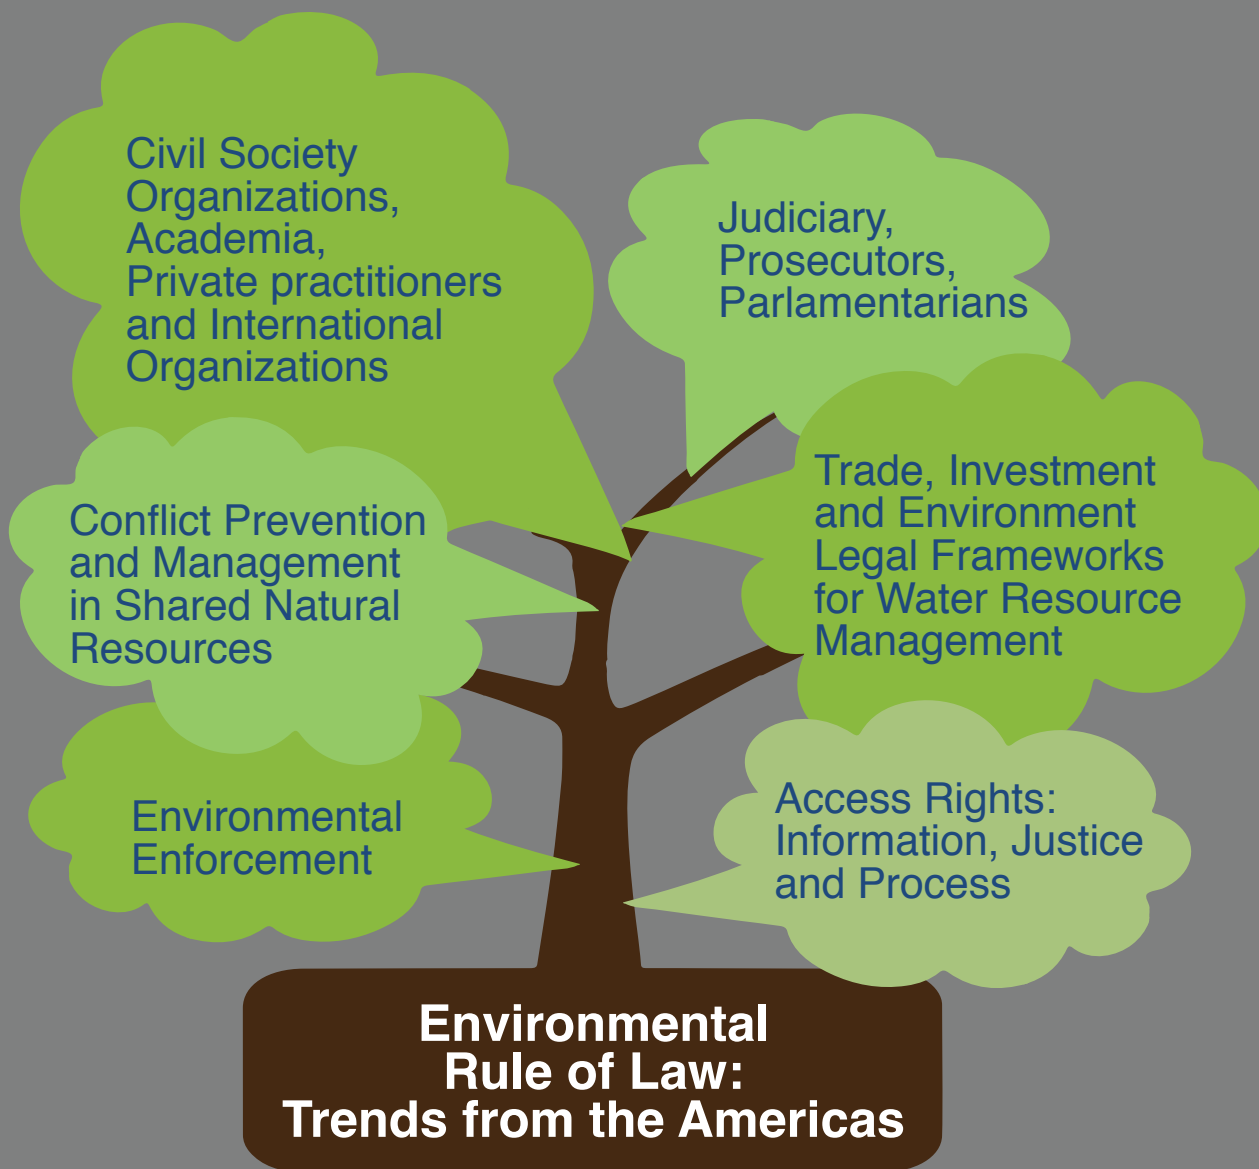 Civil Society
Organizations,
Academia,
Private practitioners
and International
Organizations
Judiciary,
Prosecutors,
Parlamentarians
Conflict Prevention
and Management
in Shared Natural
Resources
Trade, Investment
and Environment
Legal Frameworks
for Water Resource
Management
Environmental
Enforcement
Access Rights:
Information, Justice
and Process
Environmental
Rule of Law:
Trends from the Americas